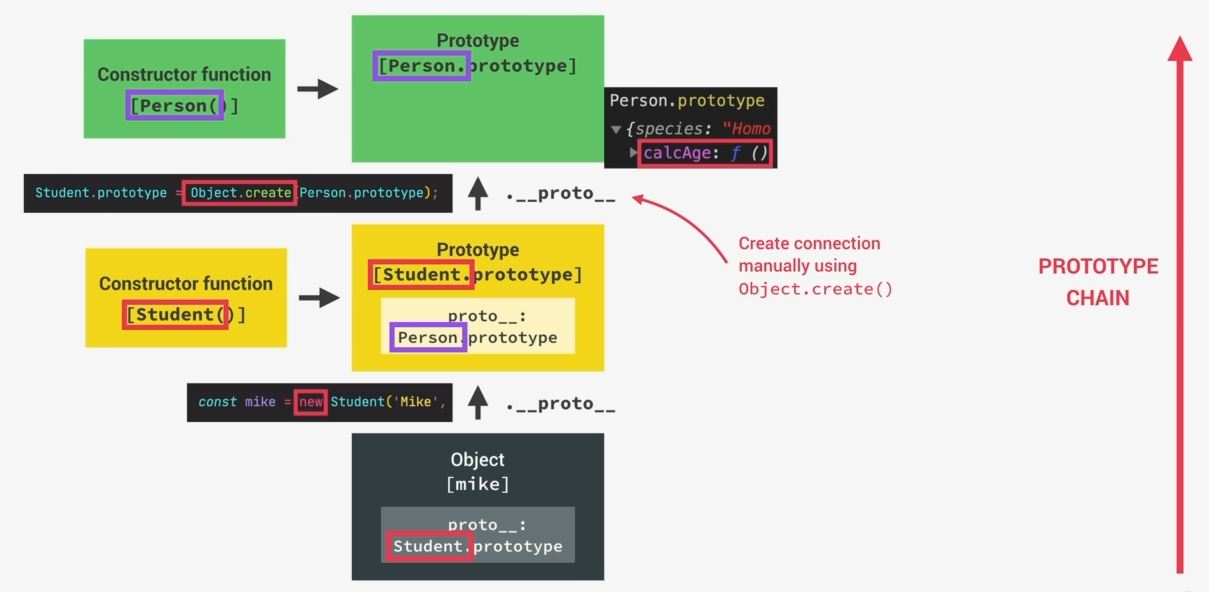 Prototype
[Person.prototype]
Constructor function
[Person()]
Person.prototype
▼{species: "Homo
▶calcAge: ƒ ()
Student.prototype = Object.create(Person.prototype);
.__proto__
Create connection
manually using
Object.create()
PROTOTYPE
CHAIN
Prototype
[Student.prototype]
Constructor function
[Student()]
proto__:
Person.prototype
const mike = new Student('Mike',
.__proto__
Object
[mike]
proto__:
Student.prototype